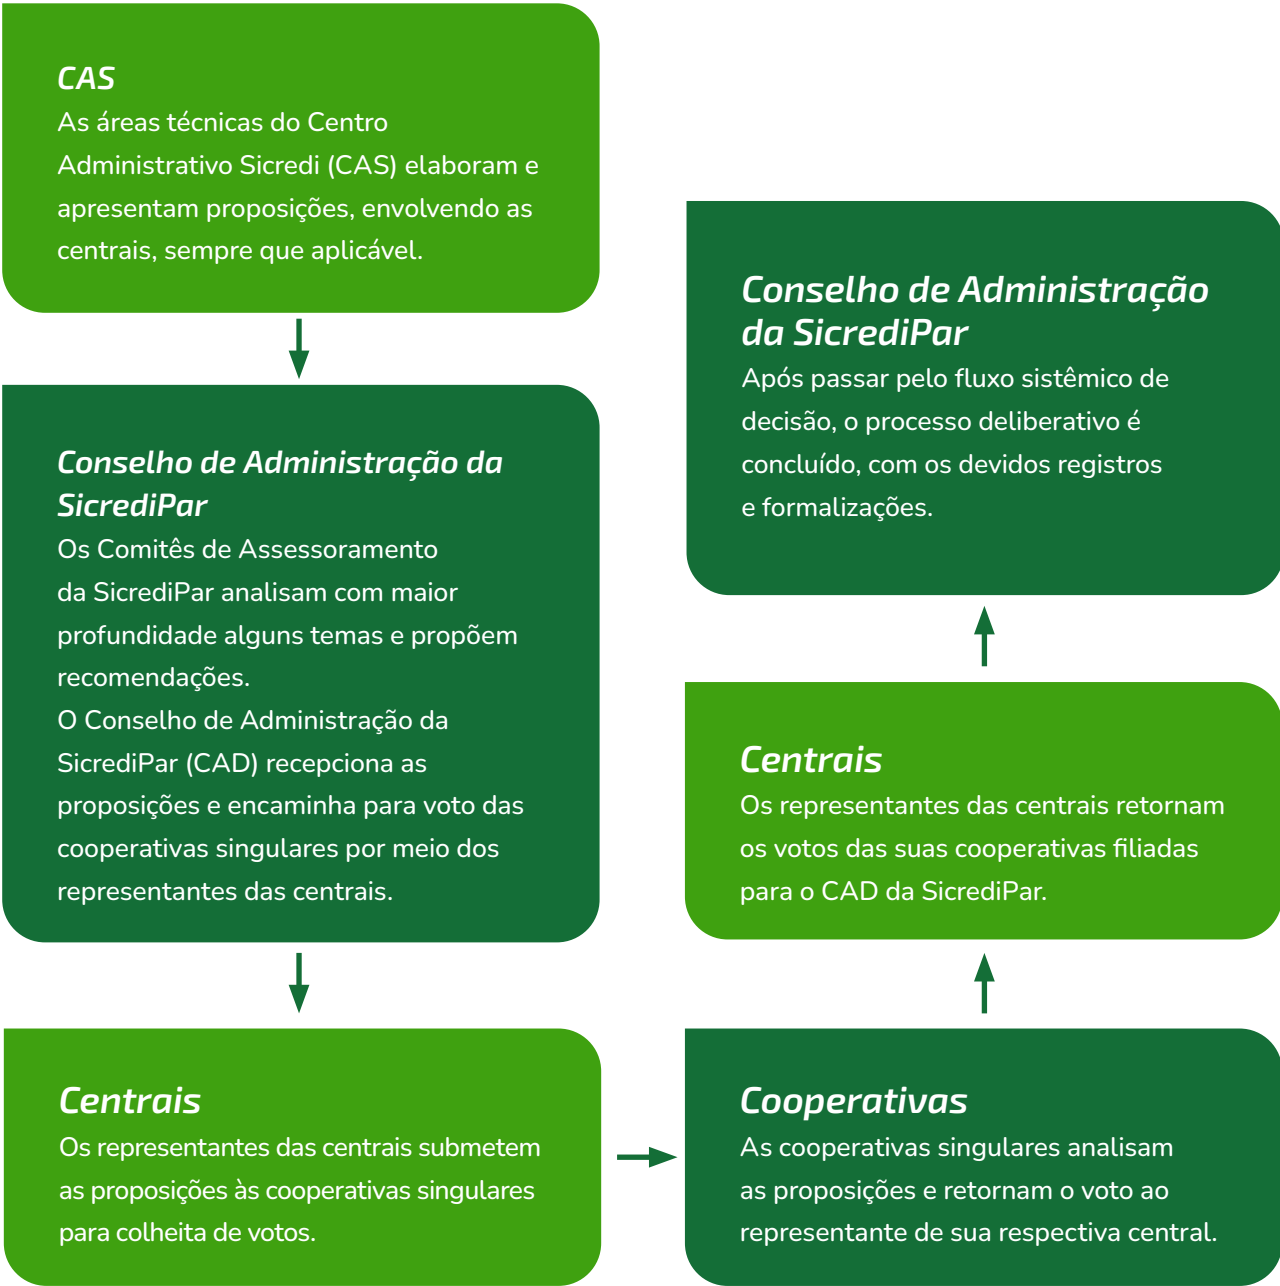 CAS
As áreas técnicas do Centro
Administrativo Sicredi (CAS) elaboram e
apresentam proposições, envolvendo as
centrais, sempre que aplicável.
Conselho de Administração da
SicrediPar
Os Comitês de Assessoramento
da SicrediPar analisam com maior
profundidade alguns temas e propõem
recomendações.
O Conselho de Administração da
SicrediPar (CAD) recepciona as
proposições e encaminha para voto das
cooperativas singulares por meio dos
representantes das centrais.
Centrais
Os representantes das centrais submetem
as proposições às cooperativas singulares
para colheita de votos.
Cooperativas
As cooperativas singulares analisam
as proposições e retornam o voto ao
representante de sua respectiva central.
Centrais
Os representantes das centrais retornam
os votos das suas cooperativas filiadas
para o CAD da SicrediPar.
Conselho de Administração
da SicrediPar
Após passar pelo fluxo sistêmico de
decisão, o processo deliberativo é
concluído, com os devidos registros
e formalizações.